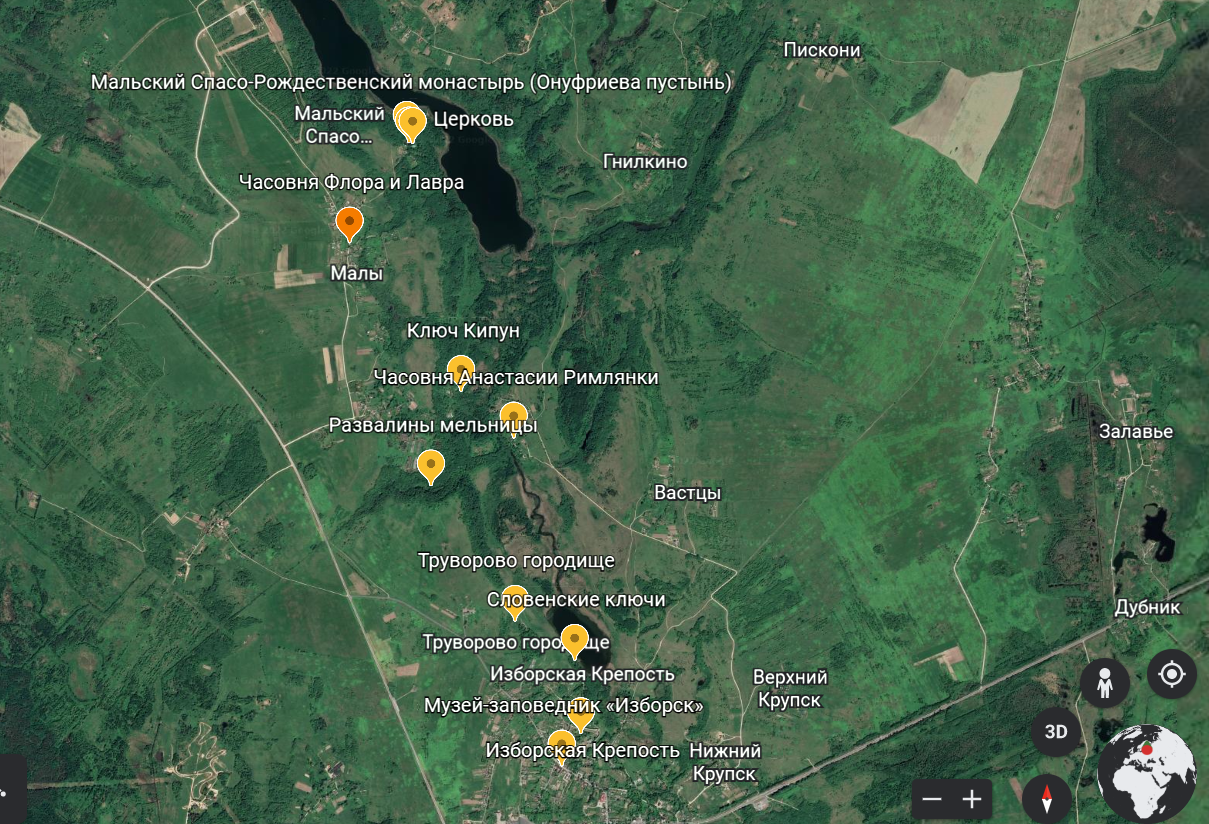 Пискони
Мальский Спасо-Рождественский монастырь (Онуфриева пустынь)
Мальский
Спасо...
Церковь
Гнилкино
Часовня Флора и Лавра
Малы
Ключ Кипун
Часовня Анастасии Римлянки
Развалины мельницы
Залавье
Вастцы
Труворово городище
Словенские ключи
Дубник
Труворово городище
Изборская Крепость
Верхний
Крупск
Музей-заповедник «Изборск»
3D
Изборская Крепость
Нижний
Крупск